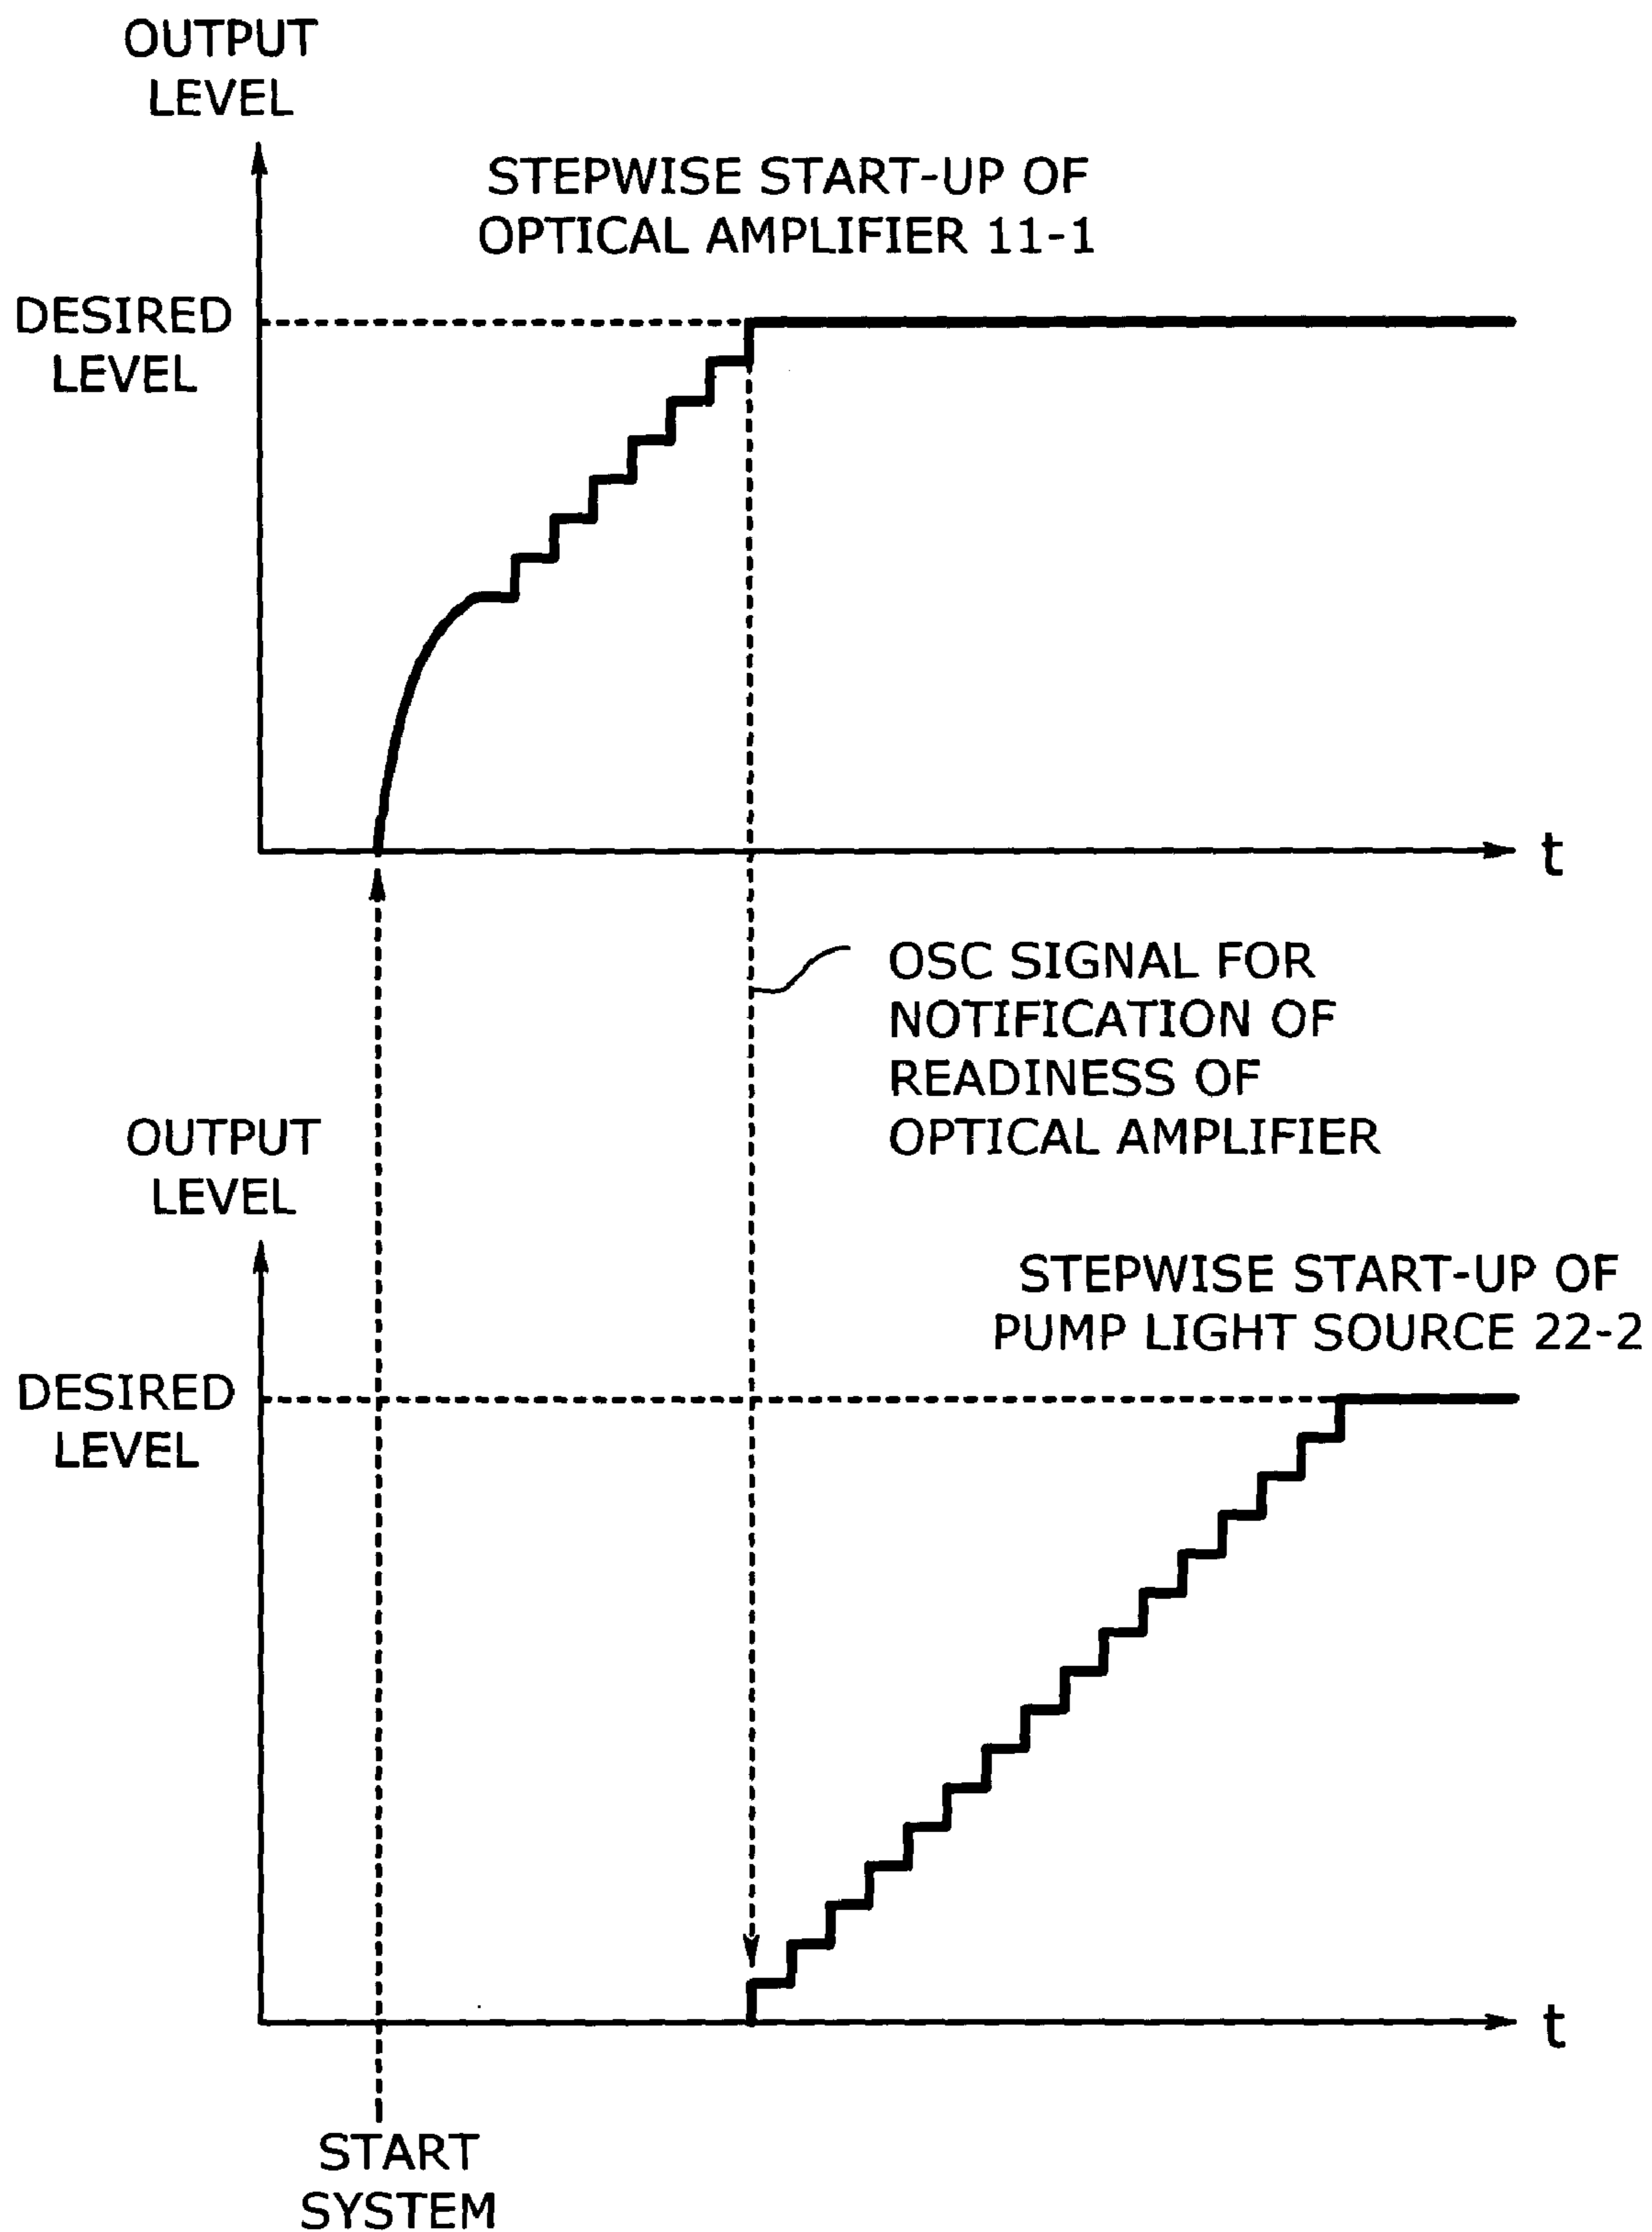 OUTPUT
LEVEL
STEPWISE START-UP OF
OPTICAL AMPLIFIER 11-1
DESIRED
LEVEL
t
OSC SIGNAL FOR
NOTIFICATION OF
READINESS OF
OPTICAL AMPLIFIER
OUTPUT
LEVEL
STEPWISE START-UP OF
PUMP LIGHT SOURCE 22-2
DESIRED
LEVEL
t
START
SYSTEM